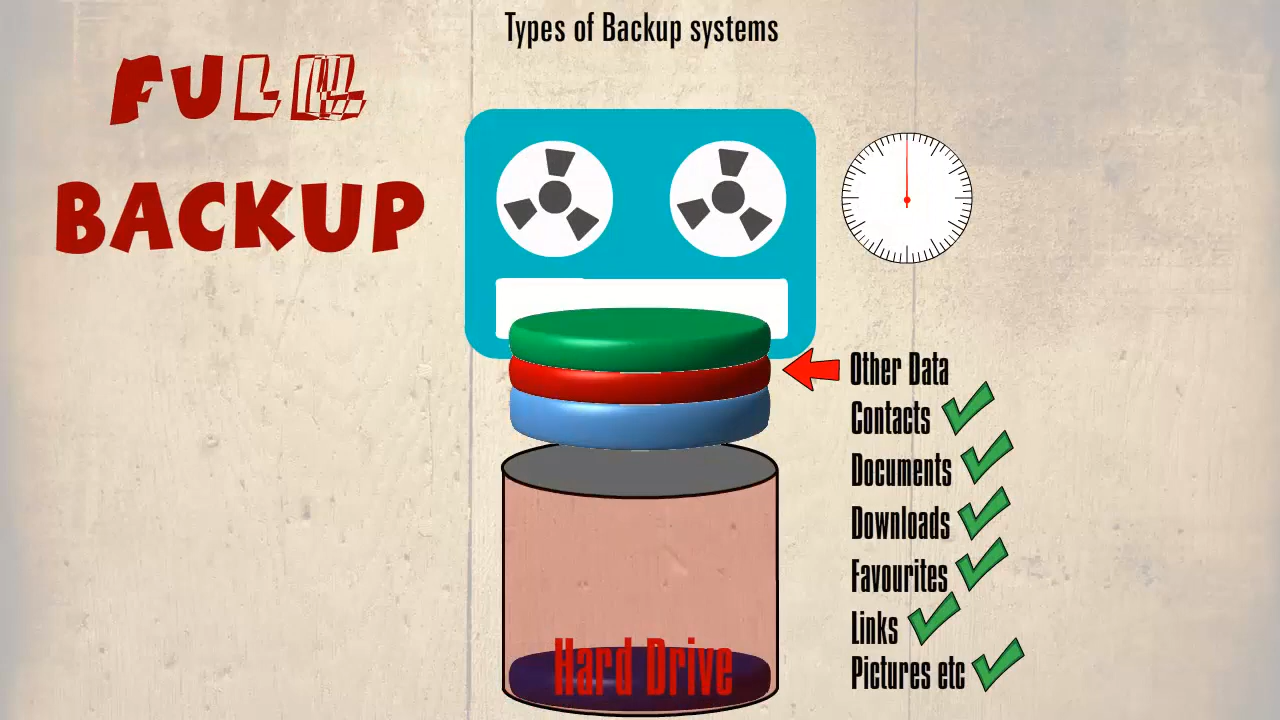 Types of Backup systems
FULL
BACKUP
Other Data
Contacts
Documents
Downloads
Favourites
Links
Pictures etc
Hard Drive